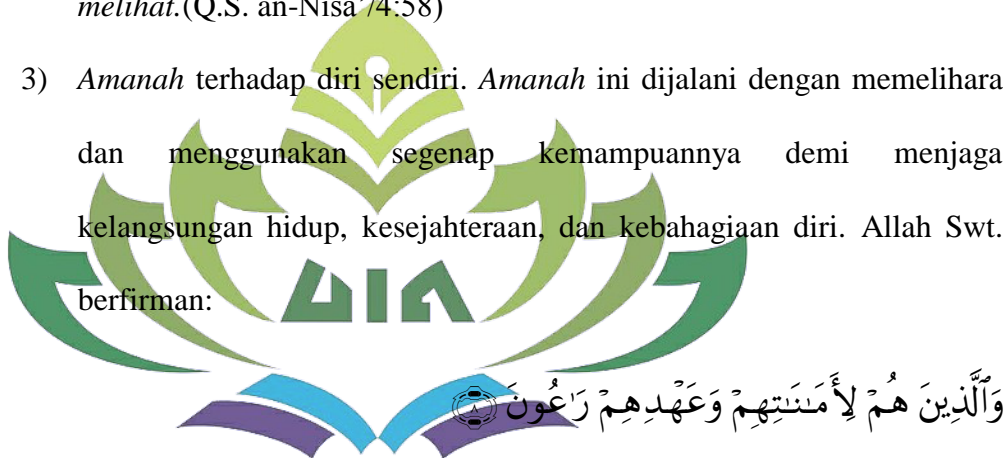 melihat.(Q.S. an-Nisa'/4:58)
3) Amanah terhadap diri sendiri. Amanah ini dijalani dengan memelihara
dan menggunakan segenap kemampuannya demi menjaga
kelangsungan hidup, kesejahteraan, dan kebahagiaan diri. Allah Swt.
berfirman:
UIN
وَٱلَّذِينَ هُمۡ لِأَمَٰنَٰتِهِمۡ وَعَهۡدِهِمۡ رَٰعُونَ ٨